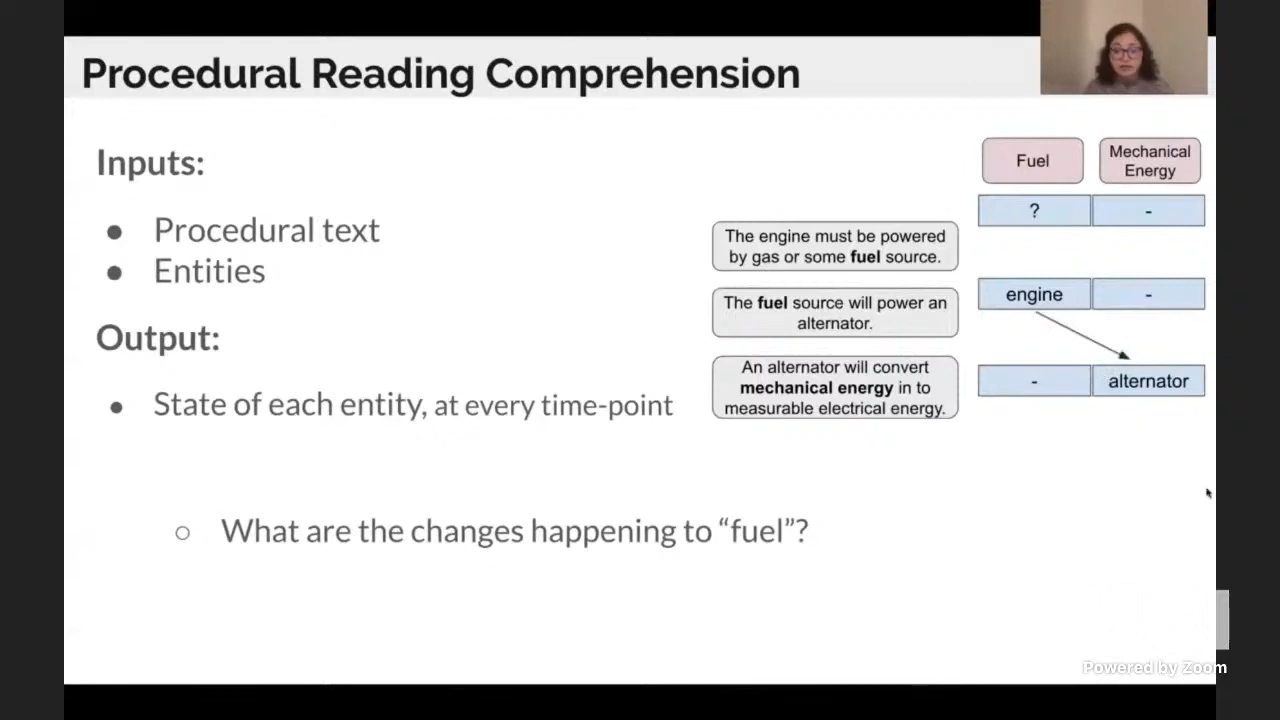 Procedural Reading Comprehension
Inputs:
● Procedural text
● Entities
Output:
● State of each entity, at every time-point
○ What are the changes happening to “fuel”?
The engine must be powered
by gas or some fuel source.
The fuel source will power an
alternator.
An alternator will convert
mechanical energy in to
measurable electrical energy.
Fuel
Mechanical
Energy
? -
engine -
- alternator
Powered by Zoom